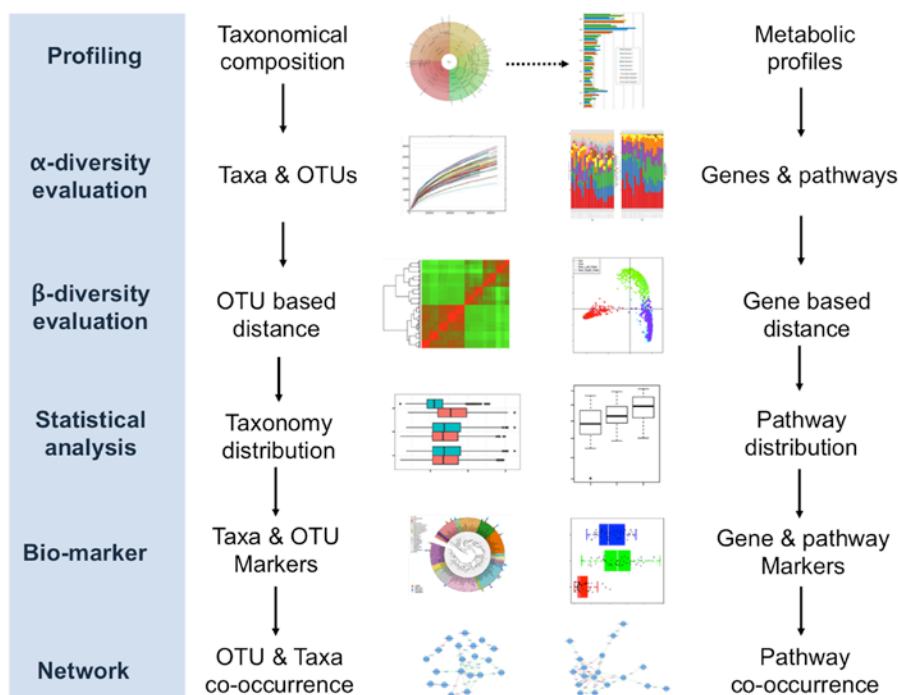 Profiling
Taxonomical
composition
Metabolic
profiles
α-diversity
evaluation
Taxa & OTUs
Genes & pathways
β-diversity
evaluation
OTU based
distance
Gene based
distance
Statistical
analysis
Taxonomy
distribution
Pathway
distribution
Bio-marker
Taxa & OTU
Markers
Gene & pathway
Markers
Network
OTU & Taxa
co-occurrence
Pathway
co-occurrence